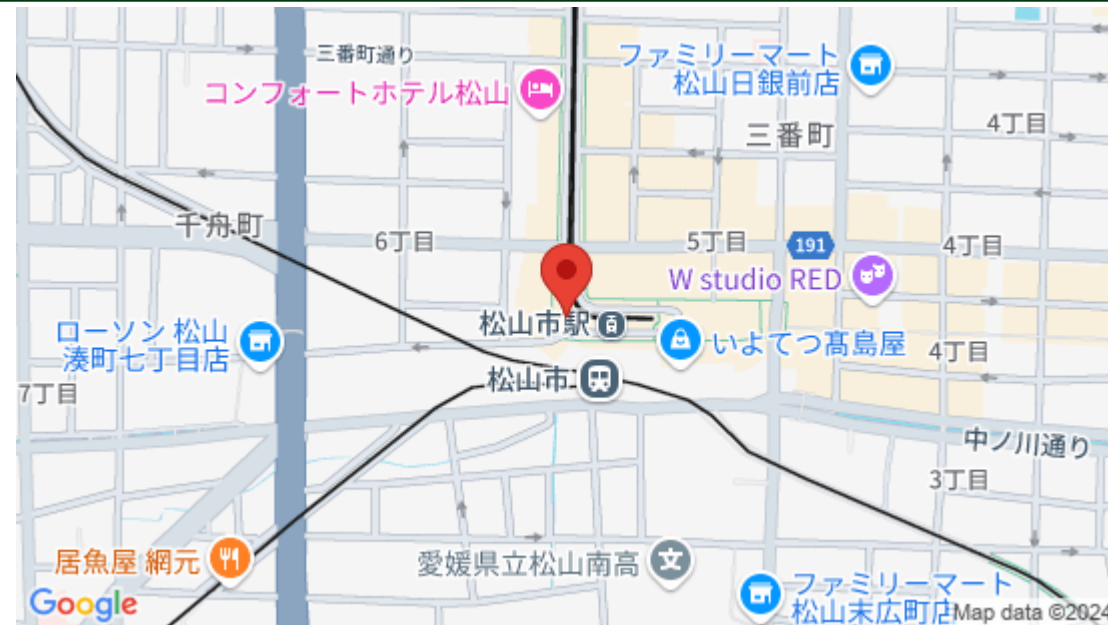 三番町通り
ファミリーマート
松山日銀前店
コンフォートホテル松山
4丁目
三番町
千舟町
6丁目
5丁目
191
4丁目
W studio RED
松山市駅
いよてつ髙島屋
ローソン 松山
湊町七丁目店
4丁目
松山市
7丁目
中ノ川通り
3丁目
居魚屋 網元
愛媛県立松山南高
文
ファミリーマート
松山末広町店
Google
Map data ©2024